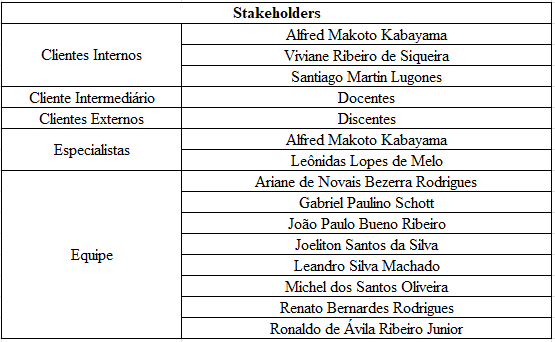 Stakeholders
Clientes Internos
Alfred Makoto Kabayama
Viviane Ribeiro de Siqueira
Santiago Martin Lugones
Cliente Intermediário
Docentes
Clientes Externos
Discentes
Especialistas
Alfred Makoto Kabayama
Leônidas Lopes de Melo
Equipe
Ariane de Novais Bezerra Rodrigues
Gabriel Paulino Schott
João Paulo Bueno Ribeiro
Joeliton Santos da Silva
Leandro Silva Machado
Michel dos Santos Oliveira
Renato Bernardes Rodrigues
Ronaldo de Ávila Ribeiro Junior